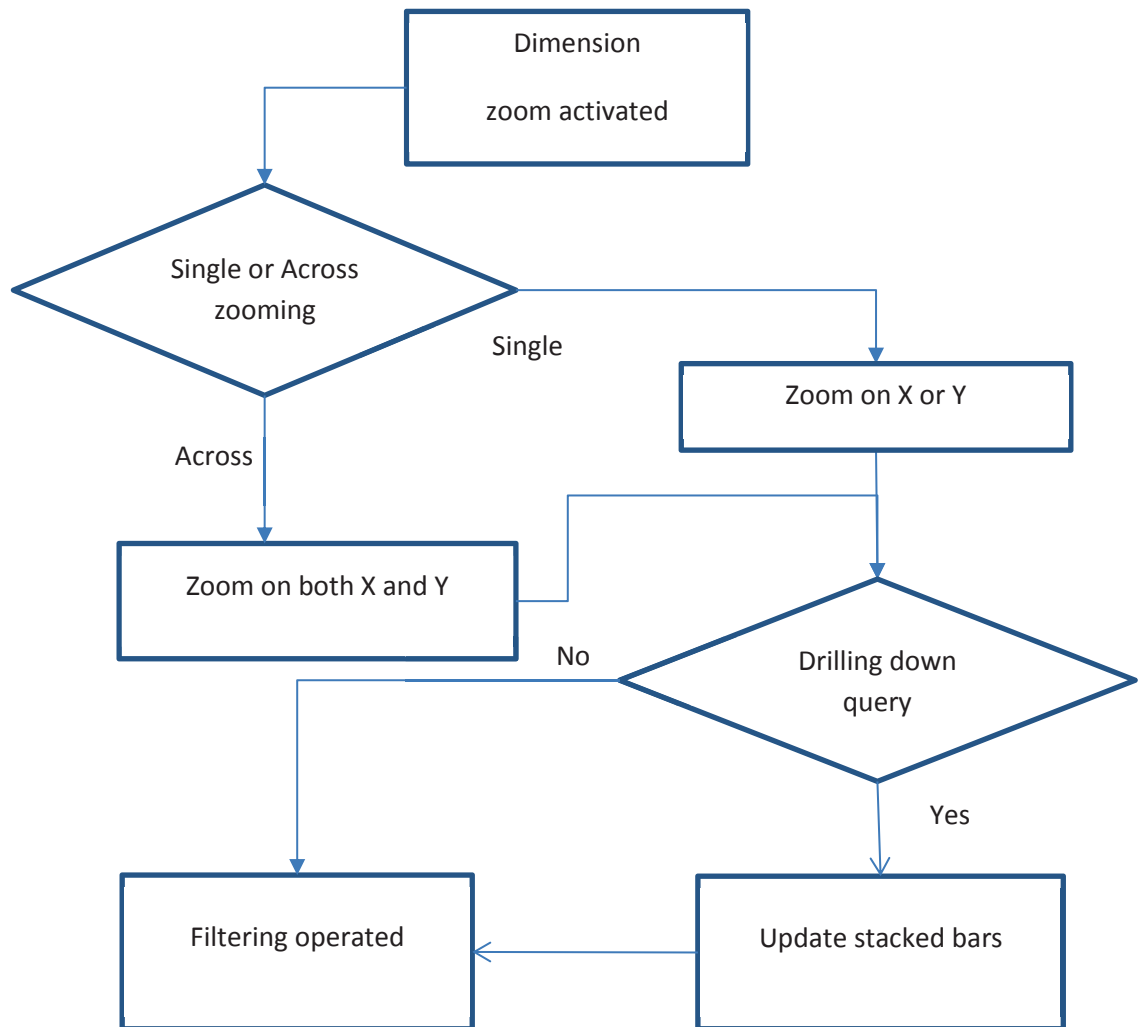 Dimension
zoom activated
Single or Across
zooming
Single
Zoom on X or Y
Across
Zoom on both X and Y
No
Drilling down
query
Yes
Filtering operated
Update stacked bars